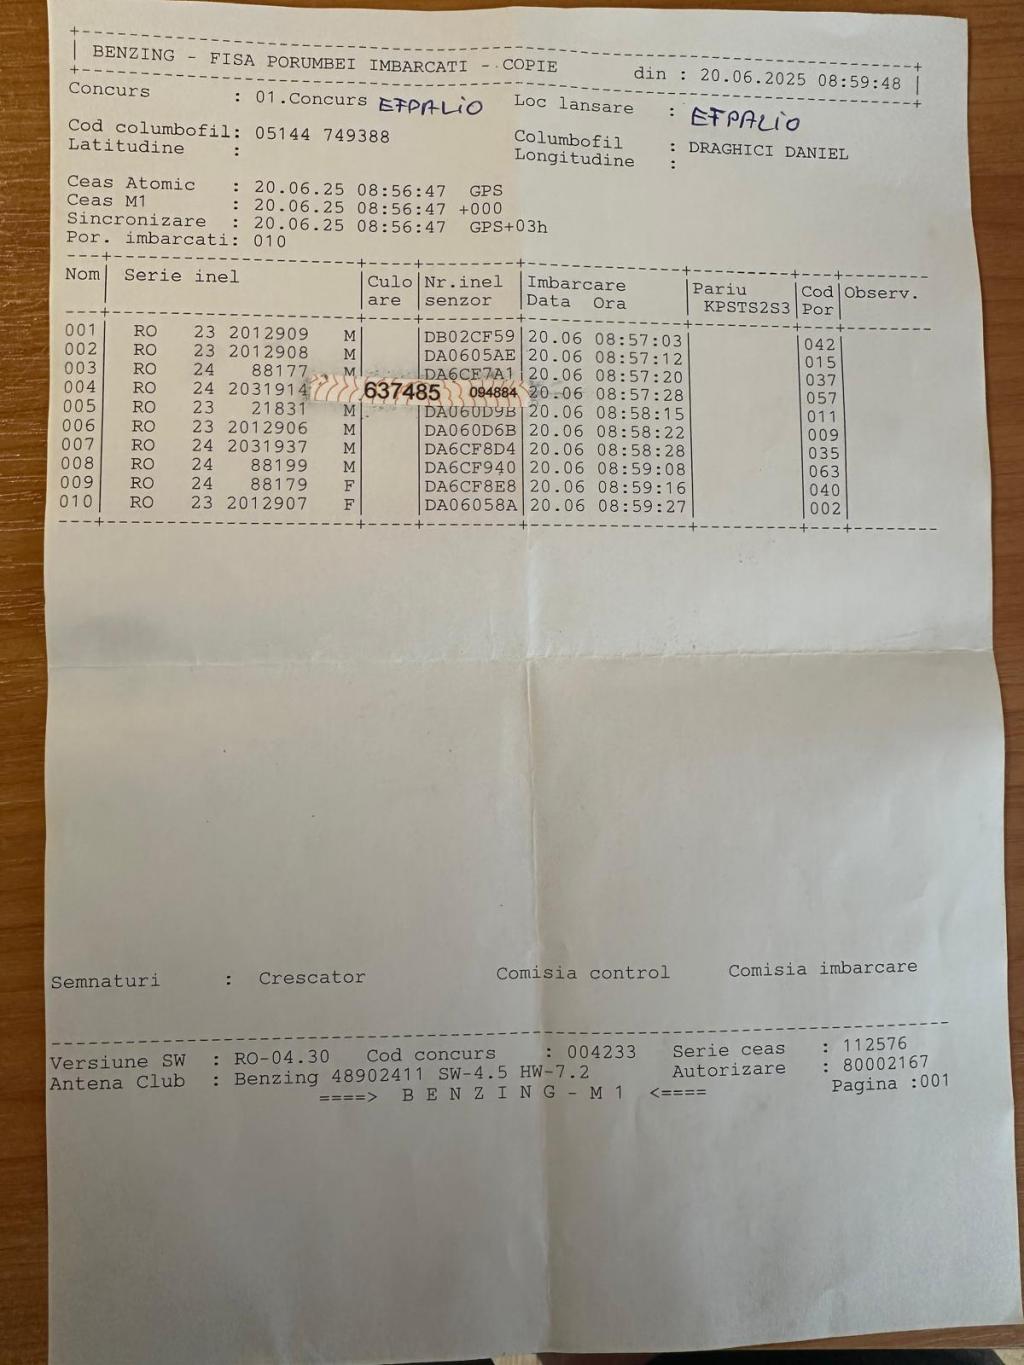 BENZING - FISA PORUMBEI IMBARCATI - COPIE din : 20.06.2025 08:59:48
Concurs : 01.Concurs EFPALIO Loc lansare : EFPALIO
Cod columbofil: 05144 749388 Columbofil : DRAGHICI DANIEL
Latitudine : Longitudine :
Ceas Atomic : 20.06.25 08:56:47 GPS
Ceas M1 : 20.06.25 08:56:47 +000
Sincronizare : 20.06.25 08:56:47 GPS+03h
Por. imbarcati: 010
Nom Serie inel Culo Nr.inel Imbarcare Pariu Cod Observ.
are senzor Data Ora KPSTS2S3 Por
001 RO 23 2012909 M DB02CF59 20.06 08:57:03 042
002 RO 23 2012908 M DA0605AE 20.06 08:57:12 015
003 RO 24 88177 M DA6CE7A1 20.06 08:57:20 037
004 RO 24 2031914 637485 094884 20.06 08:57:28 057
005 RO 23 21831 M DA060D9B 20.06 08:58:15 011
006 RO 23 2012906 M DA060D6B 20.06 08:58:22 009
007 RO 24 2031937 M DA6CF8D4 20.06 08:58:28 035
008 RO 24 88199 M DA6CF940 20.06 08:59:08 063
009 RO 24 88179 F DA6CF8E8 20.06 08:59:16 040
010 RO 23 2012907 F DA06058A 20.06 08:59:27 002
Semnaturi : Crescator Comisia control Comisia imbarcare
Versiune SW : RO-04.30 Cod concurs : 004233 Serie ceas : 112576
Antena Club : Benzing 48902411 SW-4.5 HW-7.2 Autorizare : 80002167
====> B E N Z I N G - M 1 <==== Pagina :001